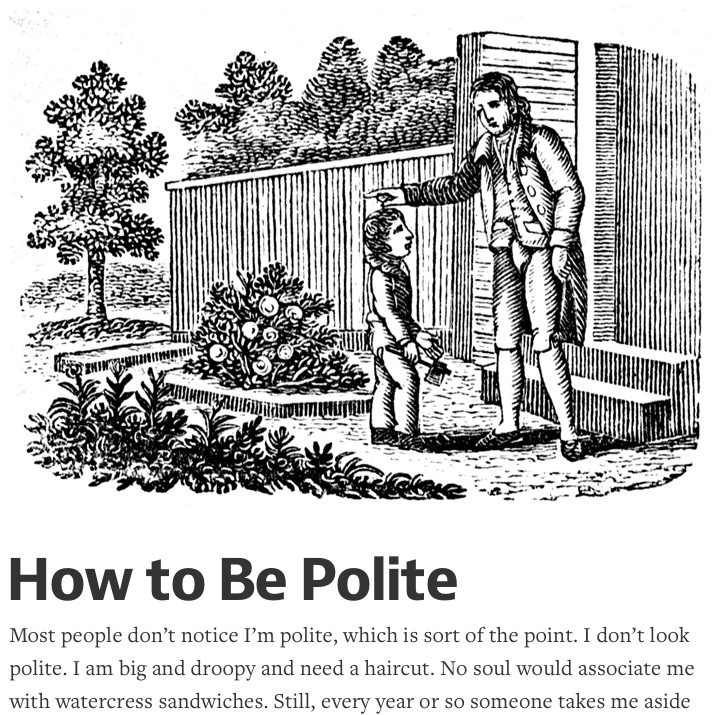 How to Be Polite
Most people don’t notice I’m polite, which is sort of the point. I don’t look
polite. I am big and droopy and need a haircut. No soul would associate me
with watercress sandwiches. Still, every year or so someone takes me aside